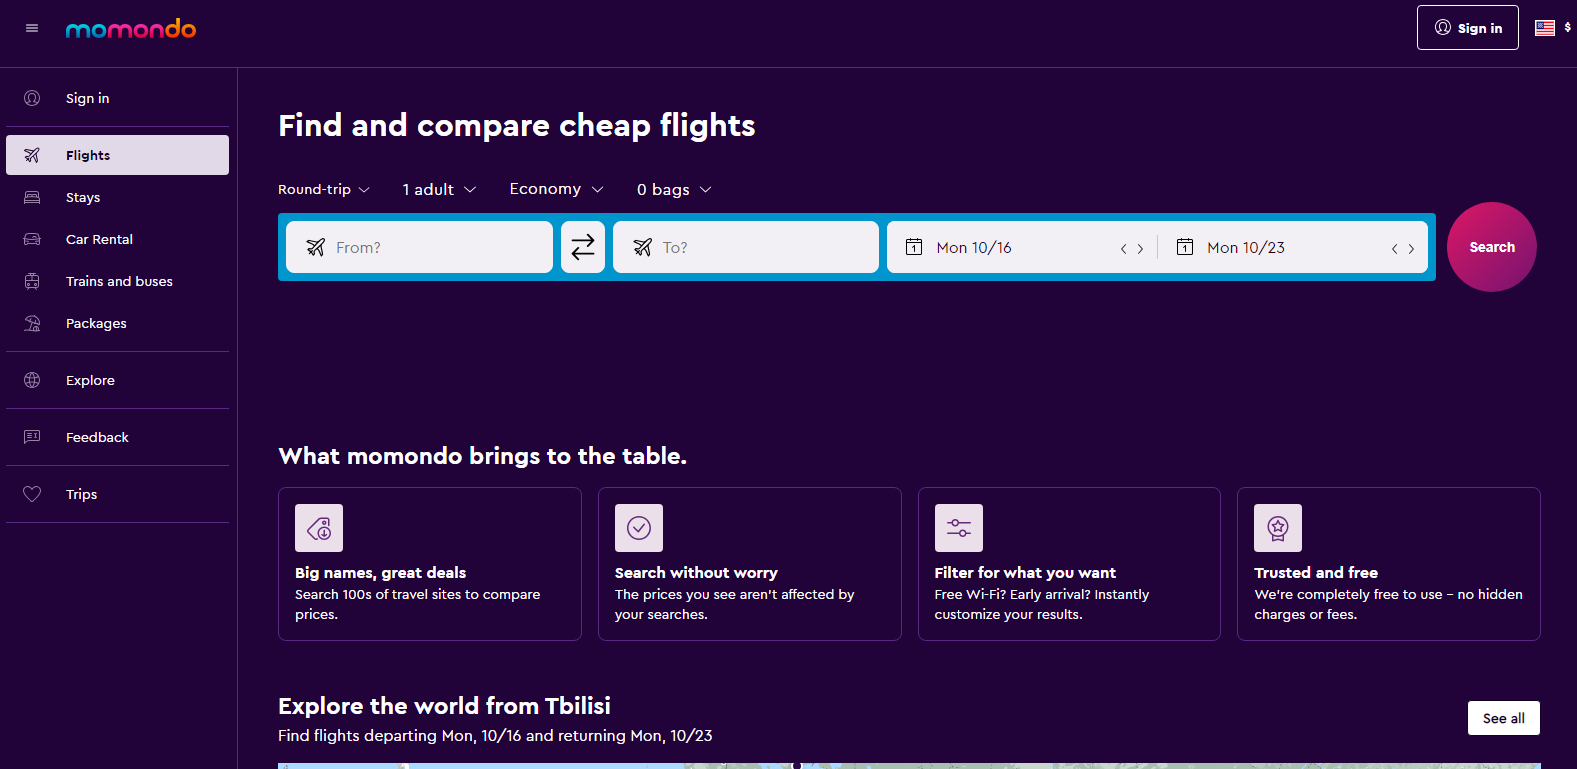 momondo
Sign in
$
Sign in
Flights
Stays
Car Rental
Trains and buses
Packages
Explore
Feedback
Trips
Find and compare cheap flights
Round-trip 1 adult Economy 0 bags
From? To? 1 Mon 10/16 1 Mon 10/23
Search
What momondo brings to the table.
Big names, great deals
Search 100s of travel sites to compare
prices.
Search without worry
The prices you see aren't affected by
your searches.
Filter for what you want
Free Wi-Fi? Early arrival? Instantly
customize your results.
Trusted and free
We're completely free to use – no hidden
charges or fees.
Explore the world from Tbilisi
Find flights departing Mon, 10/16 and returning Mon, 10/23
See all